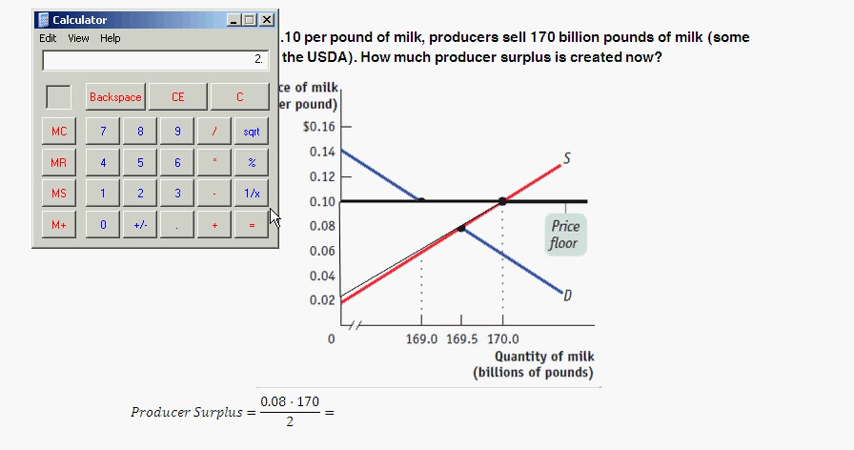 Calculator
Edit View Help
2.
Backspace CE C
MC 7 8 9 / sqrt
MR 4 5 6 * %
MS 1 2 3 - 1/x
M+ 0 +/- . + =
.10 per pound of milk, producers sell 170 billion pounds of milk (some
the USDA). How much producer surplus is created now?
ce of milk
er pound)
$0.16
0.14
0.12
0.10
0.08
0.06
0.04
0.02
0
S
Price
floor
D
169.0 169.5 170.0
Quantity of milk
(billions of pounds)
Producer Surplus = 0.08 · 170 / 2 =